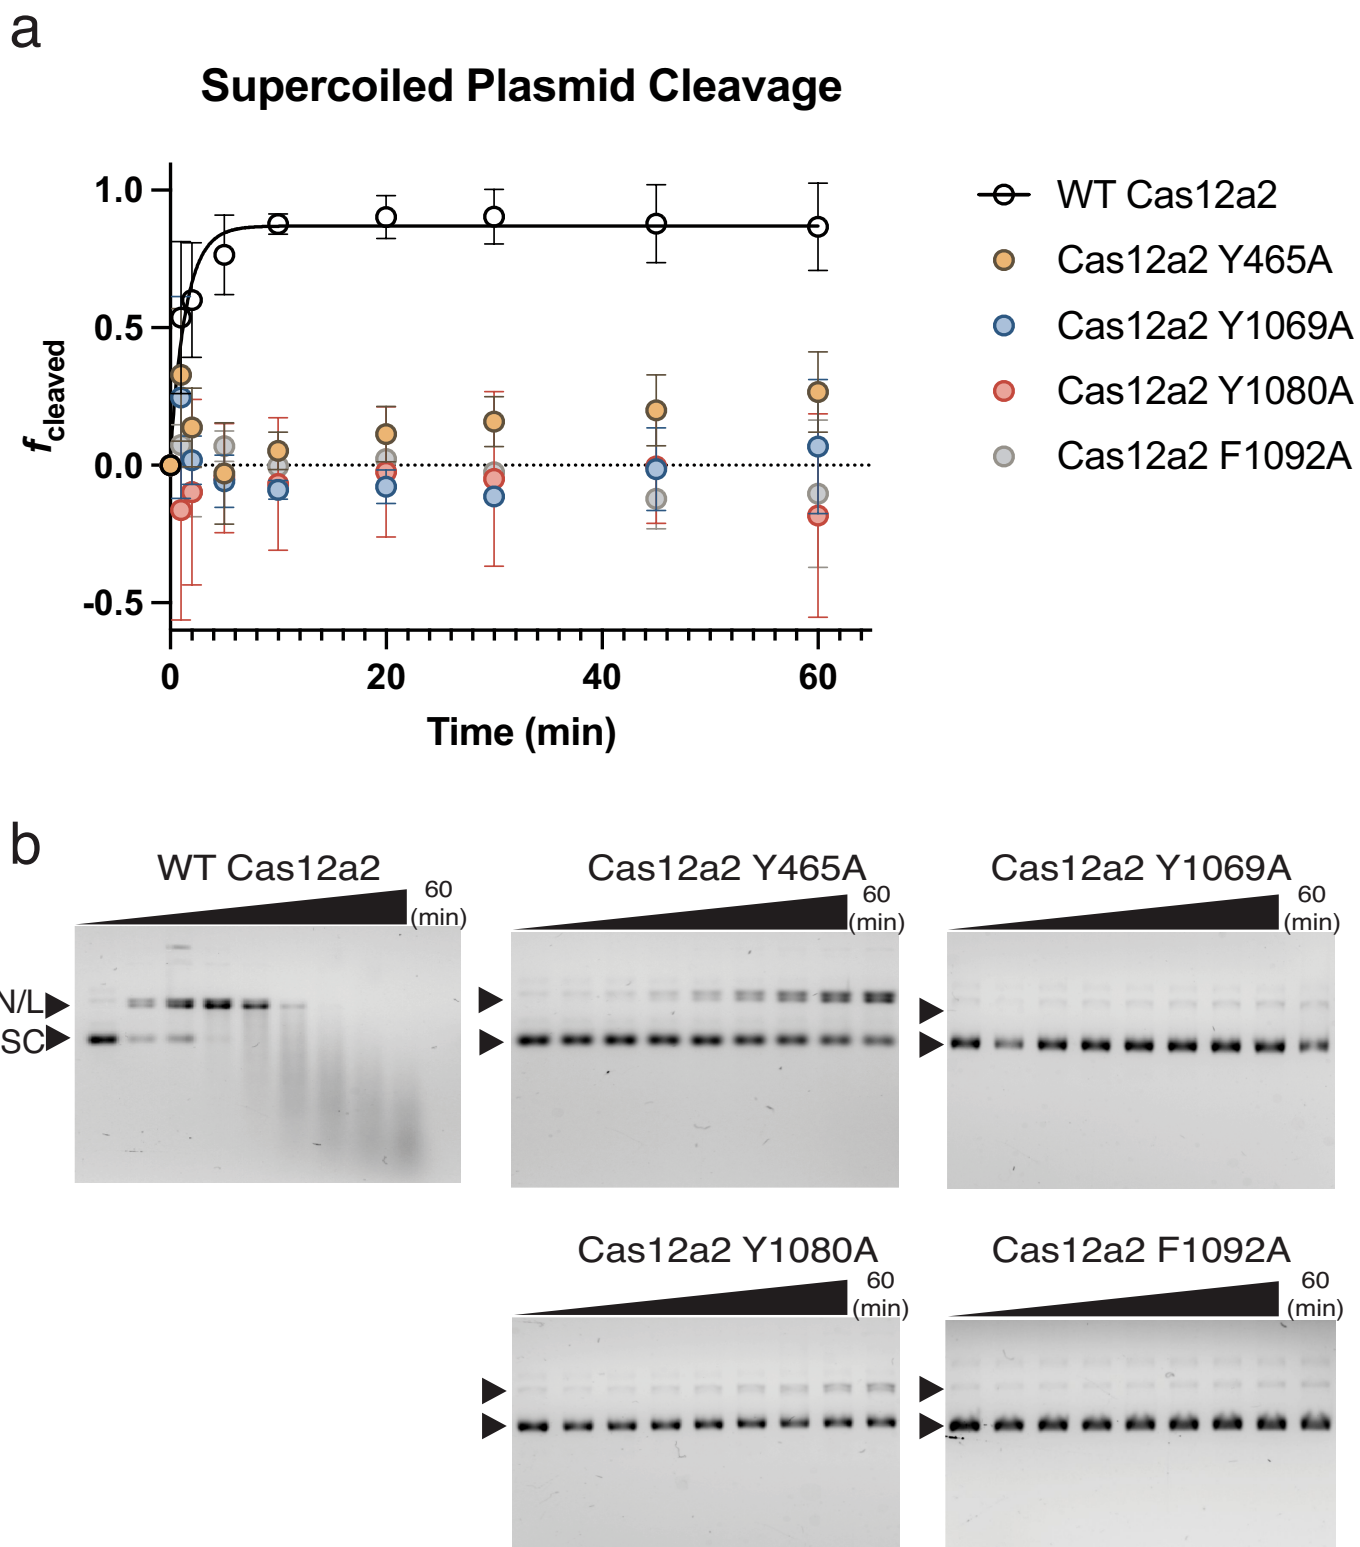 a
Supercoiled Plasmid Cleavage
1.0
0.5
0.0
-0.5
fcleaved
0
20
40
60
Time (min)
WT Cas12a2
Cas12a2 Y465A
Cas12a2 Y1069A
Cas12a2 Y1080A
Cas12a2 F1092A
b
WT Cas12a2
60
(min)
Cas12a2 Y465A
60
(min)
Cas12a2 Y1069A
60
(min)
N/L
SC
Cas12a2 Y1080A
60
(min)
Cas12a2 F1092A
60
(min)